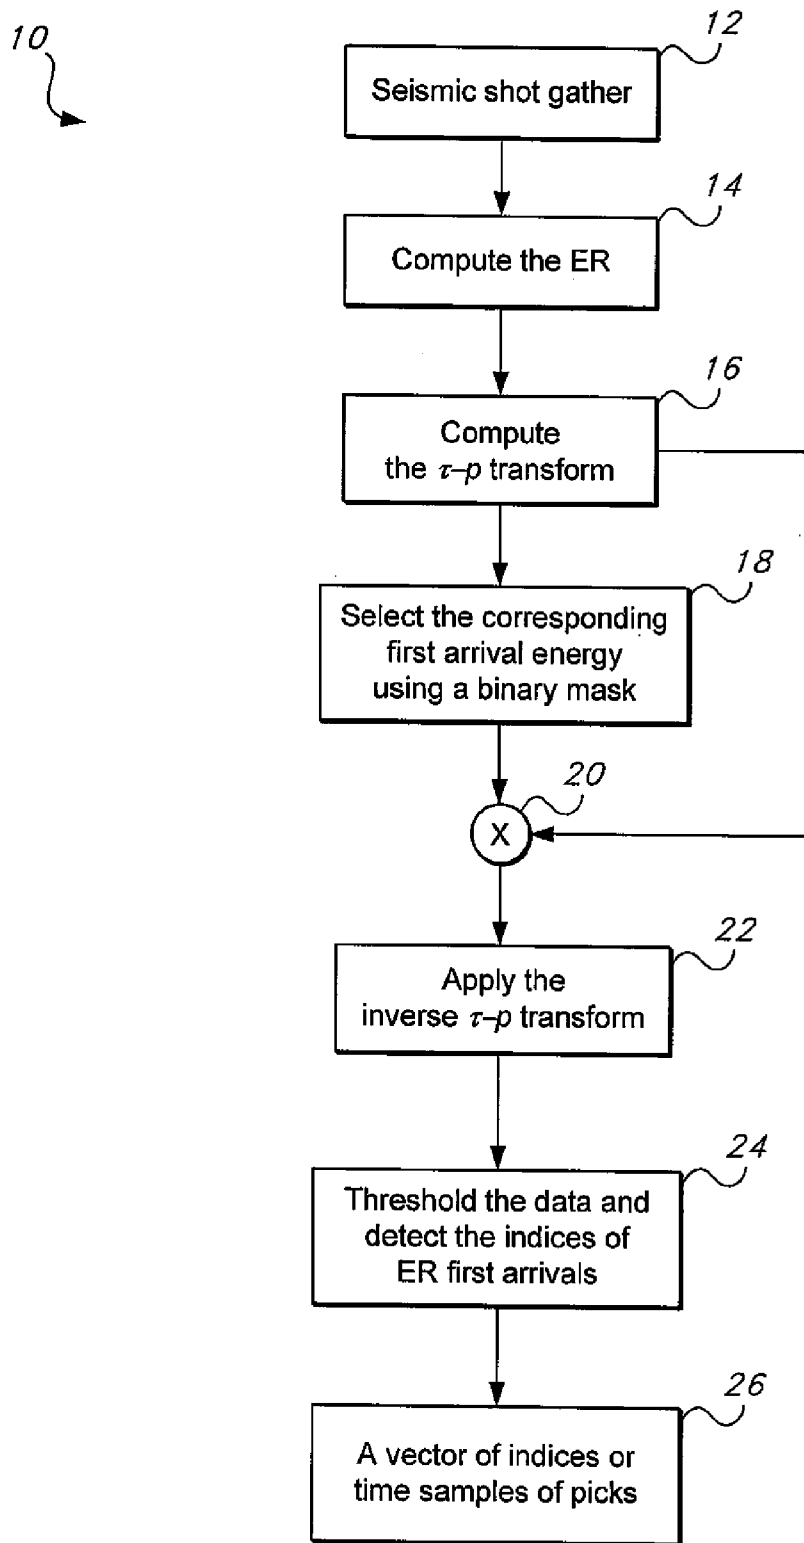 10
12
Seismic shot gather
14
Compute the ER
16
Compute
the τ–p transform
18
Select the corresponding
first arrival energy
using a binary mask
20
X
22
Apply the
inverse τ–p transform
24
Threshold the data and
detect the indices of
ER first arrivals
26
A vector of indices or
time samples of picks